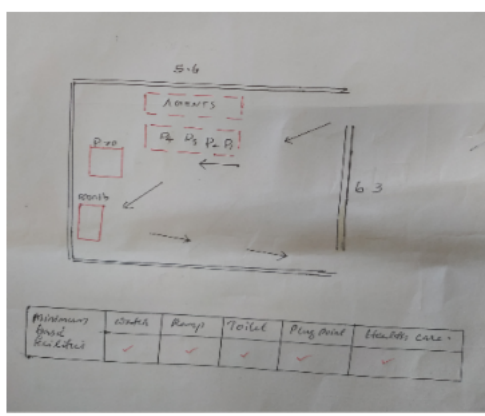 5.6
AGENTS
P4 P3 P2 P1
P.RO
6 3
Minimum Water Ramp Toilet Plug Point Health care.
basic
facilities ✓ ✓ ✓ ✓ ✓